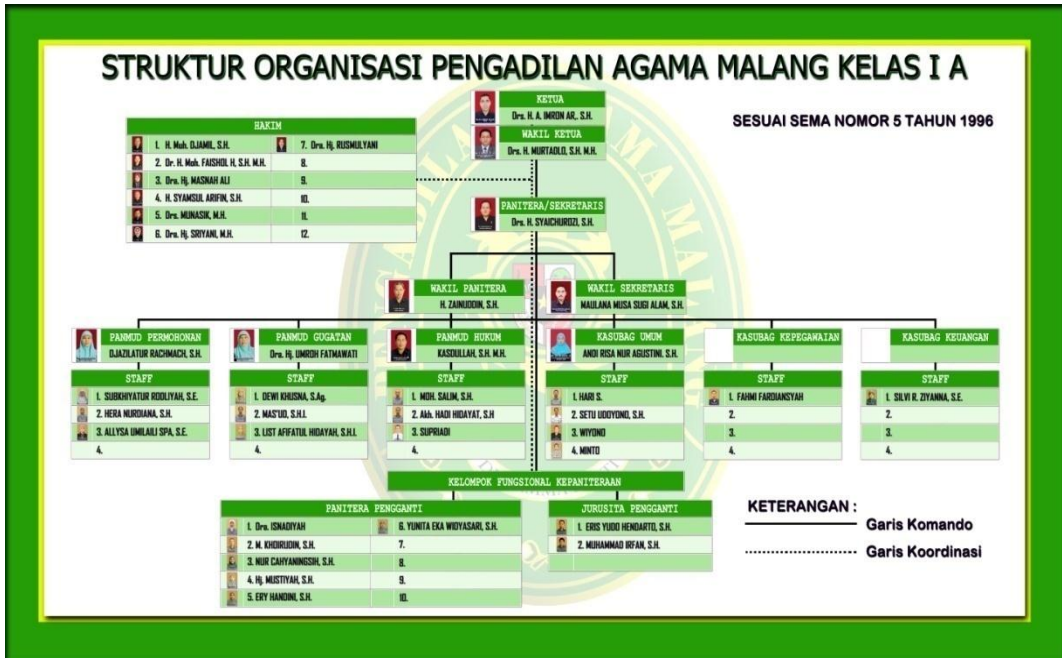 STRUKTUR ORGANISASI PENGADILAN AGAMA MALANG KELAS I A
SESUAI SEMA NOMOR 5 TAHUN 1996
KETUA
Drs. H. A. IMRON AR,. S.H.
WAKIL KETUA
Drs. H. MURTADLO, S.H. M.H.
HAKIM
1. H. Moh. DJAMIL, S.H.
2. Dr. H. Moh. FAISHOL H, S.H. M.H.
3. Dra. Hj. MASNAH ALI
4. H. SYAMSUL ARIFIN, S.H.
5. Drs. MUNASIK, M.H.
6. Dra. Hj. SRIYANI, M.H.
7. Dra. Hj. RUSMULYANI
8.
9.
10.
11.
12.
PANITERA/SEKRETARIS
Drs. H. SYAICHURDZI, S.H.
WAKIL PANITERA
H. ZAINUDDIN, S.H.
WAKIL SEKRETARIS
MAULANA MUSA SUGI ALAM, S.H.
PANMUD PERMOHONAN
DJAZILATUR RACHMACH, S.H.
STAFF
1. SUBKHIYATUR RODLIYAH, S.E.
2. HERA NURDIANA, S.H.
3. ALLYSA UMILAILI SPA, S.E.
4.
PANMUD GUGATAN
Dra. Hj. UMROH FATMAWATI
STAFF
1. DEWI KHUSNA, S.Ag.
2. MAS'UD, S.H.I.
3. LIST AFIFATUL HIDAYAH, S.H.I.
4.
PANMUD HUKUM
KASDULLAH, S.H. M.H.
STAFF
1. MOH. SALIM, S.H.
2. Akh. HADI HIDAYAT, S.H
3. SUPRIADI
4.
KASUBAG UMUM
ANDI RISA NUR AGUSTINI. S.H.
STAFF
1. HARI S.
2. SETU UDOYONO, S.H.
3. WIYONO
4. MINTO
KASUBAG KEPEGAWAIAN
STAFF
1. FAHMI FARDIANSYAH
2.
3.
4.
KASUBAG KEUANGAN
STAFF
1. SILVI R. ZIYANNA, S.E.
2.
3.
4.
KELOMPOK FUNGSIONAL KEPANITERAAN
PANITERA PENGGANTI
1. Dra. ISNADIYAH
2. M. KHOIRUDIN, S.H.
3. NUR CAHYANINGSIH, S.H.
4. Hj. MUSTIYAH, S.H.
5. ERY HANDINI, S.H.
6. YUNITA EKA WIDYASARI, S.H.
7.
8.
9.
10.
JURUSITA PENGGANTI
1. ERIS YUDO HENDARTO, S.H.
2. MUHAMMAD IRFAN, S.H.
KETERANGAN :
Garis Komando
Garis Koordinasi